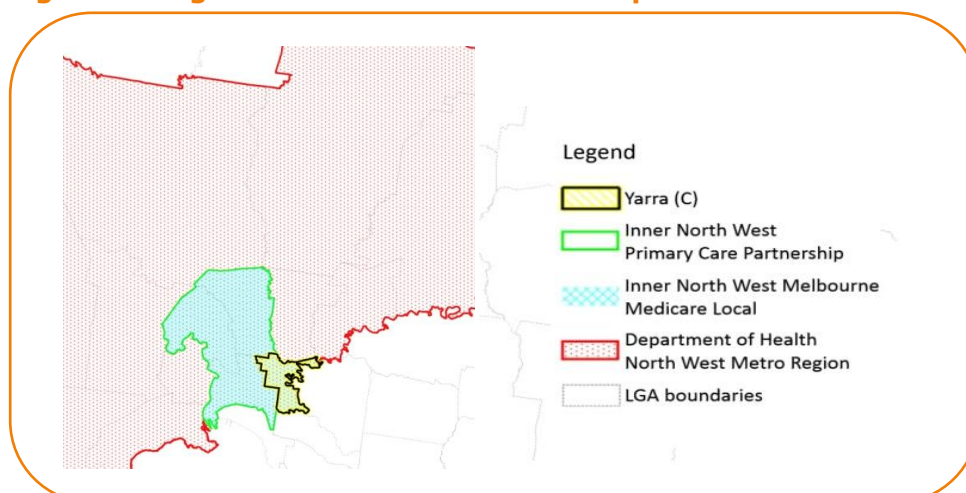 Legend
Yarra (C)
Inner North West
Primary Care Partnership
Inner North West Melbourne
Medicare Local
Department of Health
North West Metro Region
LGA boundaries